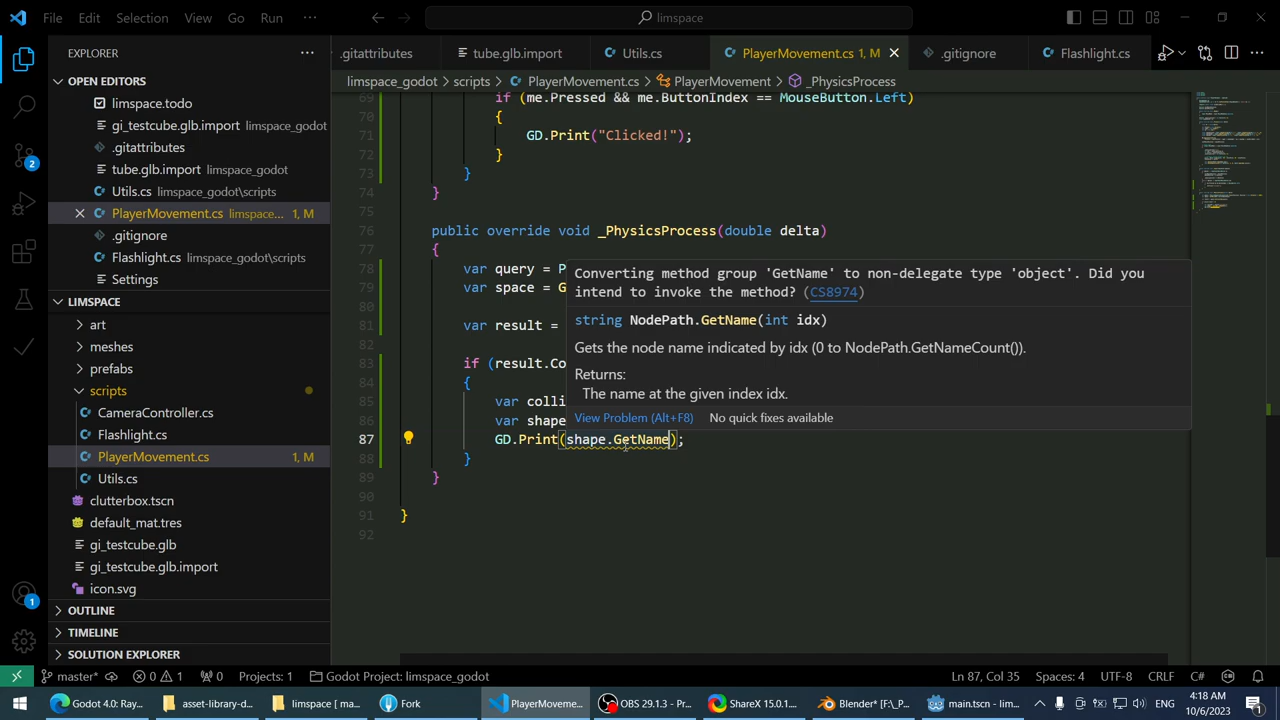 File Edit Selection View Go Run ··· limspace
EXPLORER
OPEN EDITORS
limspace.todo
gi_testcube.glb.import limspace_godot
.gitattributes
tube.glb.import limspace_godot
Utils.cs limspace_godot\scripts
PlayerMovement.cs limspace... 1, M
.gitignore
Flashlight.cs limspace_godot\scripts
Settings
LIMSPACE
art
meshes
prefabs
scripts
CameraController.cs
Flashlight.cs
PlayerMovement.cs 1, M
Utils.cs
clutterbox.tscn
default_mat.tres
gi_testcube.glb
gi_testcube.glb.import
icon.svg
OUTLINE
TIMELINE
SOLUTION EXPLORER
2
1
.gitattributes tube.glb.import Utils.cs PlayerMovement.cs 1, M .gitignore Flashlight.cs
limspace_godot > scripts > PlayerMovement.cs > PlayerMovement > _PhysicsProcess
69 if (me.Pressed && me.ButtonIndex == MouseButton.Left)
70 {
71 GD.Print("Clicked!");
72 }
73 }
74 }
75
76 public override void _PhysicsProcess(double delta)
77 {
78 var query = P
79 var space = G
80
81 var result =
82
83 if (result.Co
84 {
85 var colli
86 var shape
87 GD.Print(shape.GetName);
88 }
89 }
90
91 }
92
Converting method group 'GetName' to non-delegate type 'object'. Did you
intend to invoke the method? (CS8974)
string NodePath.GetName(int idx)
Gets the node name indicated by idx (0 to NodePath.GetNameCount()).
Returns:
The name at the given index idx.
View Problem (Alt+F8) No quick fixes available
master* 0 1 0 Projects: 1 Godot Project: limspace_godot Ln 87, Col 35 Spaces: 4 UTF-8 CRLF C#
Godot 4.0: Ray... asset-library-d... limspace [ ma... Fork PlayerMoveme... OBS 29.1.3 - Pr... ShareX 15.0.1... Blender* [F:\_P... main.tscn - lim... ENG 4:18 AM
10/6/2023 1